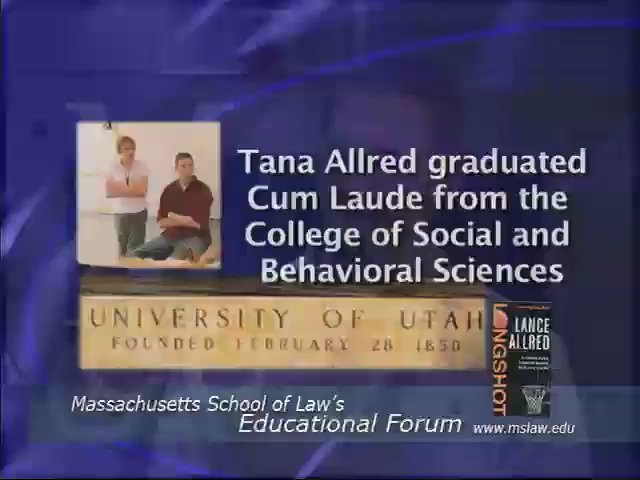 Tana Allred graduated
Cum Laude from the
College of Social and
Behavioral Sciences
UNIVERSITY OF UTAH
FOUNDED FEBRUARY 28 1850
LONGSHOT
LANCE
ALLRED
Massachusetts School of Law's
Educational Forum
www.mslaw.edu